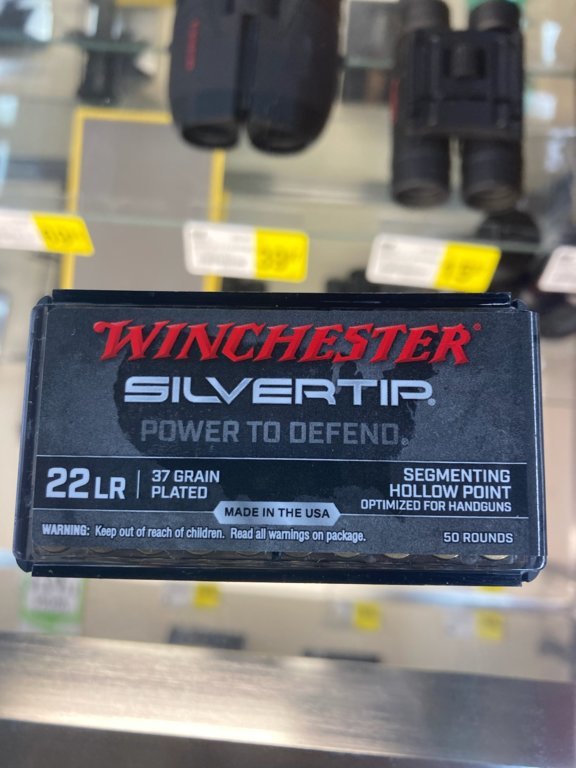 WINCHESTER®
SILVERTIP®
POWER TO DEFEND®
22 LR
37 GRAIN
PLATED
SEGMENTING
HOLLOW POINT
OPTIMIZED FOR HANDGUNS
MADE IN THE USA
WARNING: Keep out of reach of children. Read all warnings on package.
50 ROUNDS